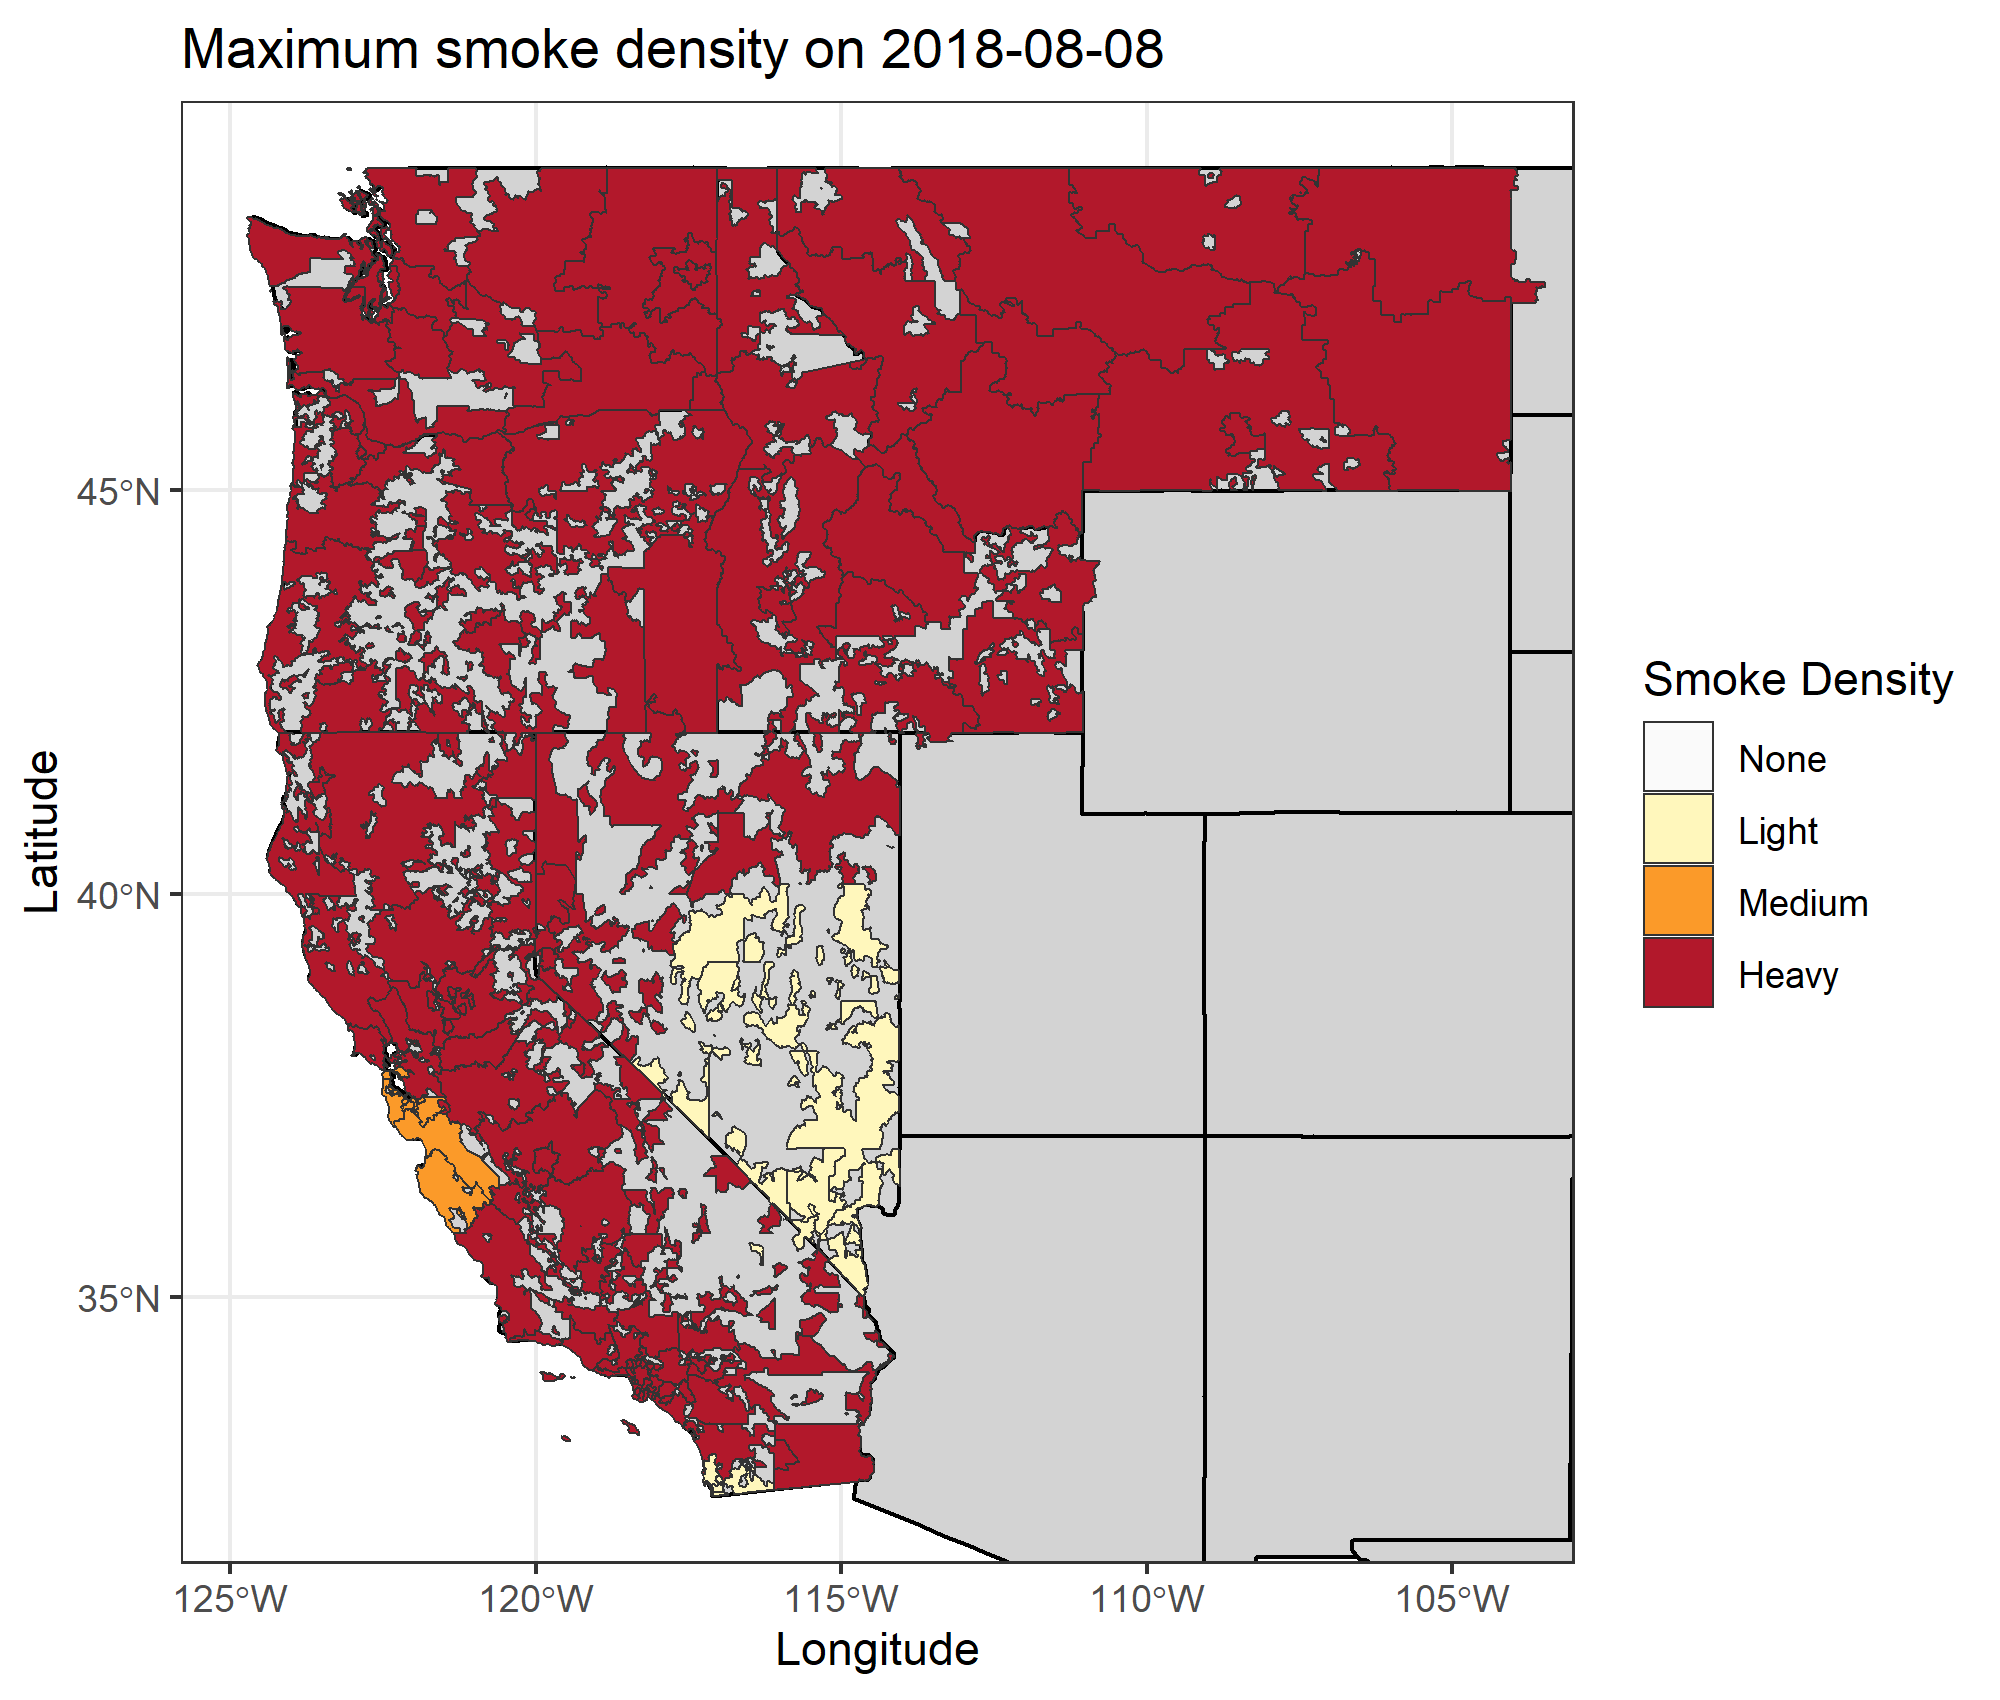 Maximum smoke density on 2018-08-08
45°N
40°N
35°N
Latitude
125°W
120°W
115°W
110°W
105°W
Longitude
Smoke Density
None
Light
Medium
Heavy